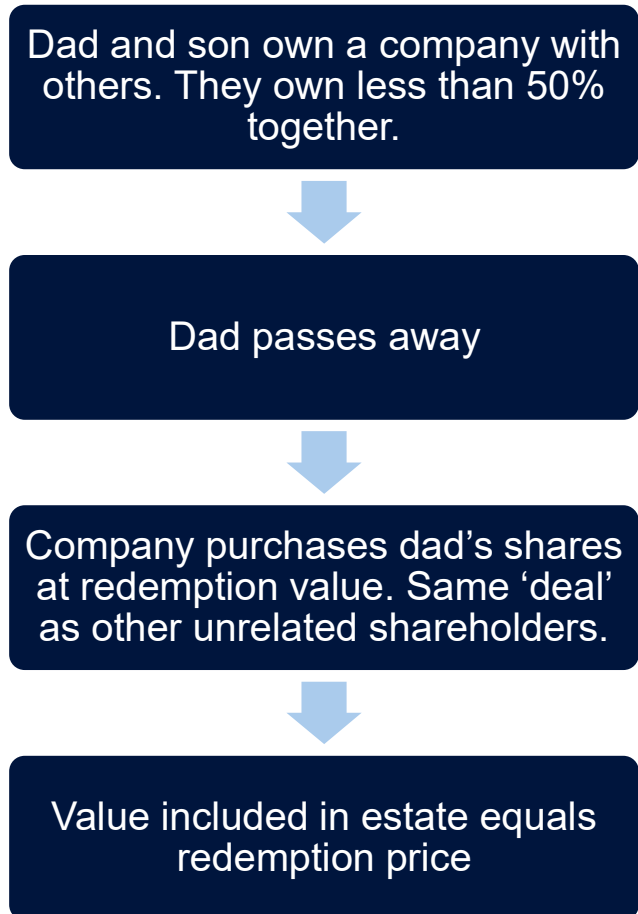 Dad and son own a company with
others. They own less than 50%
together.
Dad passes away
Company purchases dad’s shares
at redemption value. Same ‘deal’
as other unrelated shareholders.
Value included in estate equals
redemption price